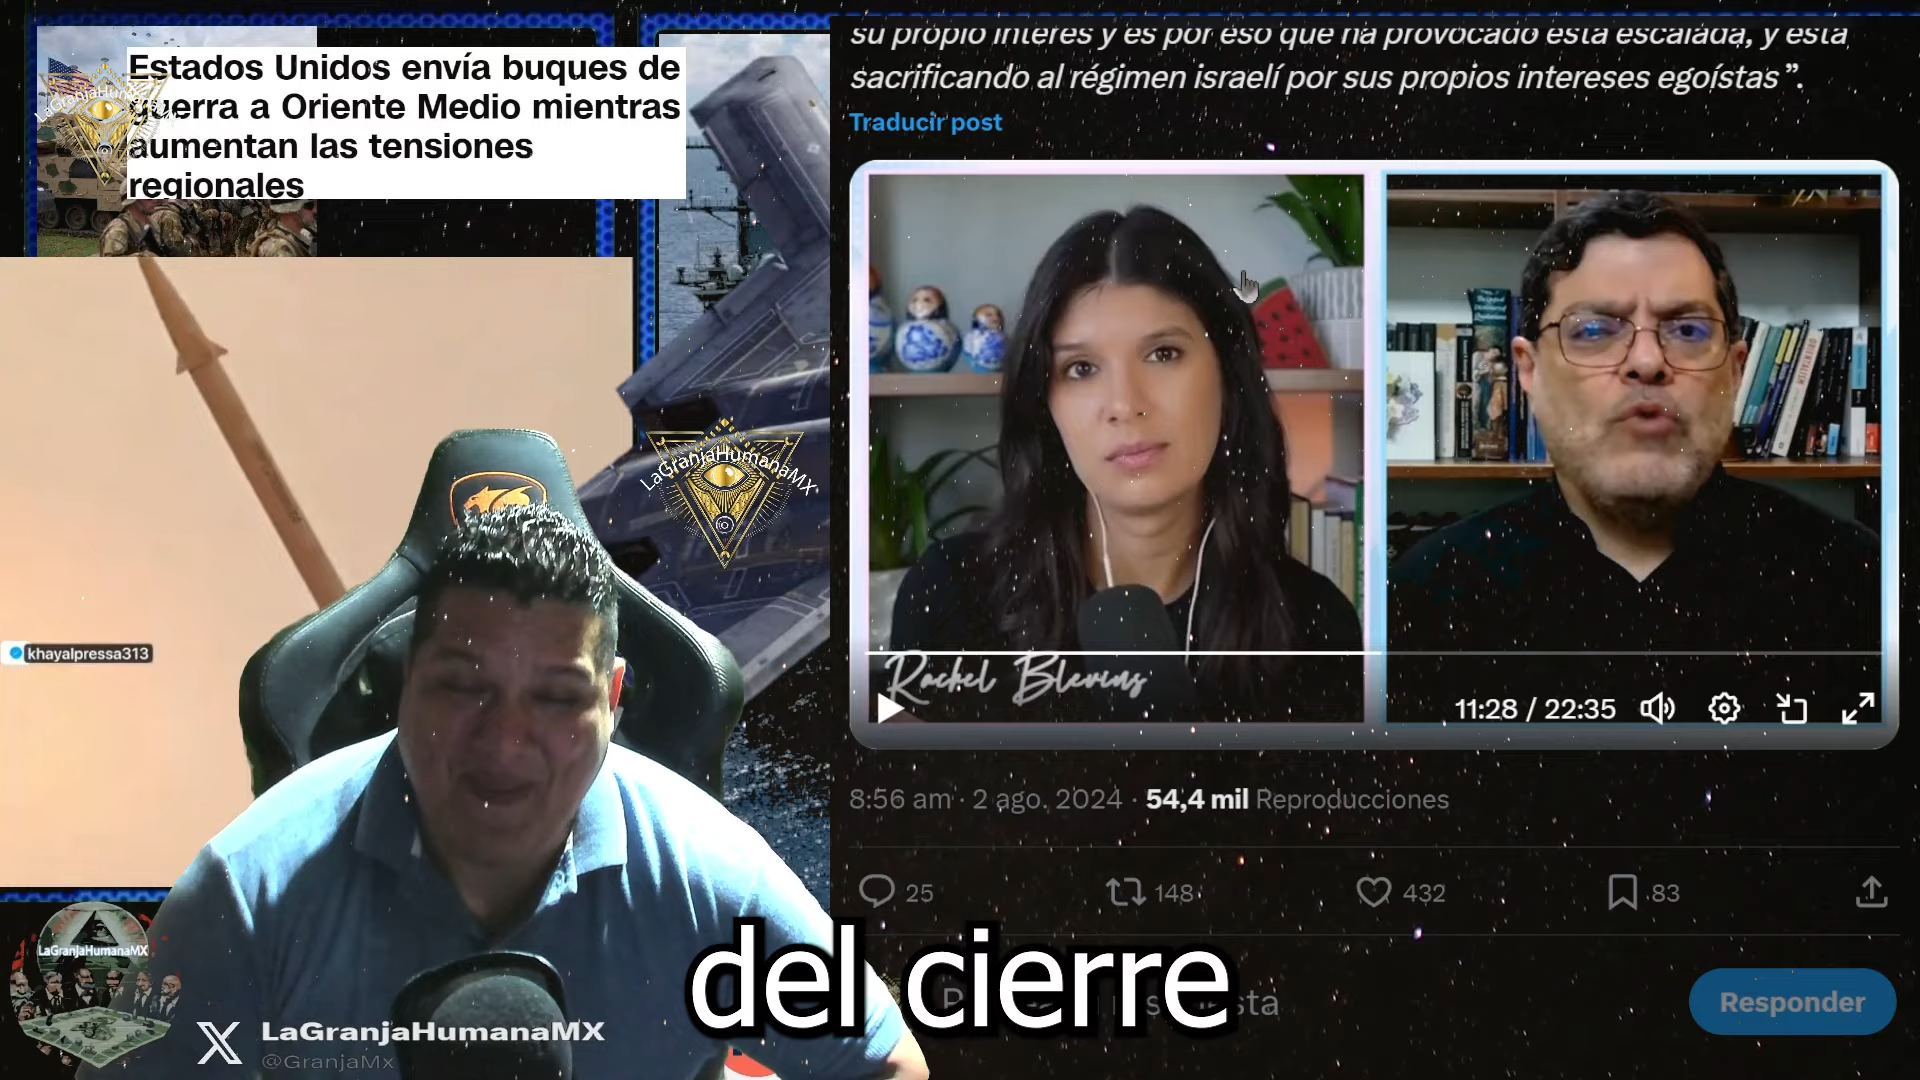 Estados Unidos envía buques de
guerra a Oriente Medio mientras
aumentan las tensiones
regionales
LaGranjaHuma
su propio interés y es por eso que ha provocado esta escalada, y está
sacrificando al régimen israelí por sus propios intereses egoístas”.
Traducir post
LaGranjaHumanaMX
khayalpressa313
Rachel Blevins
11:28 / 22:35
8:56 am · 2 ago. 2024 · 54,4 mil Reproducciones
25
148
432
83
LaGranjaHumanaMX
del cierre
Responder
LaGranjaHumanaMX
@GranjaMx